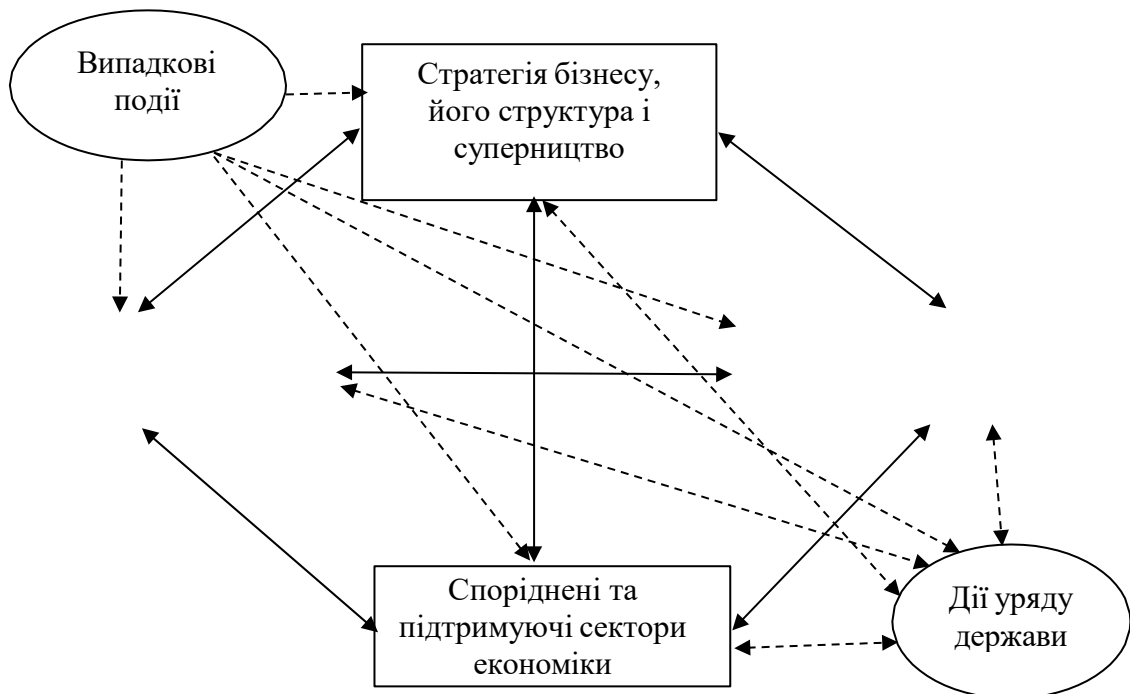 Випадкові
події
Стратегія бізнесу,
його структура і
суперництво
Споріднені та
підтримуючі сектори
економіки
Дії уряду
держави